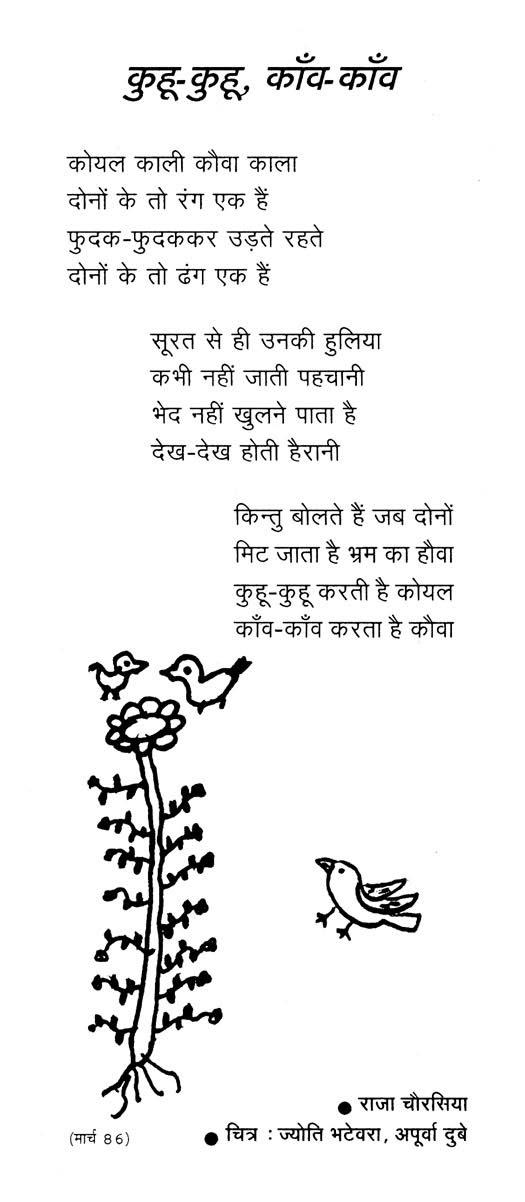 कुहू-कुहू, काँव-काँव
कोयल काली कौवा काला
दोनों के तो रंग एक हैं
फुदक-फुदककर उड़ते रहते
दोनों के तो ढंग एक हैं
सूरत से ही उनकी हुलिया
कभी नहीं जाती पहचानी
भेद नहीं खुलने पाता है
देख-देख होती हैरानी
किन्तु बोलते हैं जब दोनों
मिट जाता है भ्रम का हौवा
कुहू-कुहू करती है कोयल
काँव-काँव करता है कौवा
● राजा चौरसिया
(मार्च 86) ● चित्र : ज्योति भटेवरा, अपूर्वा दुबे